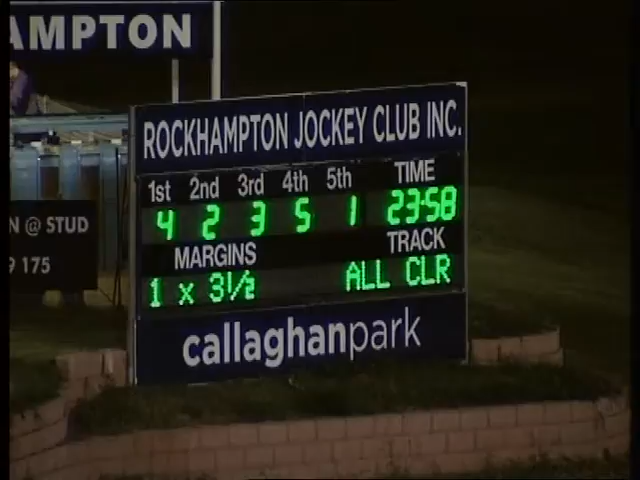 AMPTON
ROCKHAMPTON JOCKEY CLUB INC.
1st 2nd 3rd 4th 5th TIME
4 2 3 5 1 23:58
MARGINS TRACK
1 x 3½ ALL CLR
callaghanpark
N @ STUD
9 175